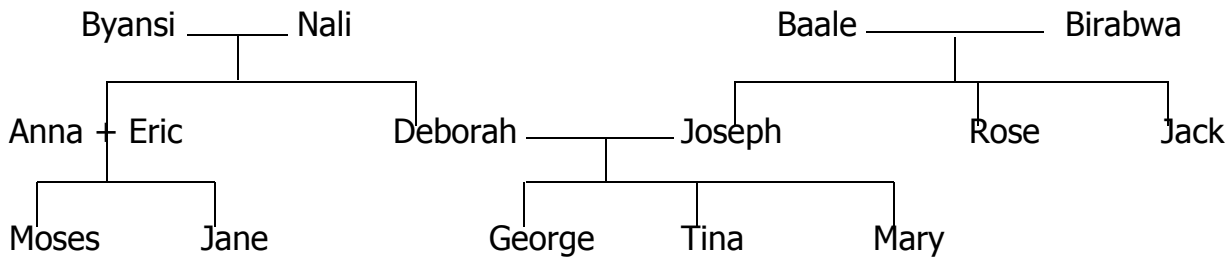 Byansi Nali Baale Birabwa
Anna + Eric Deborah Joseph Rose Jack
Moses Jane George Tina Mary